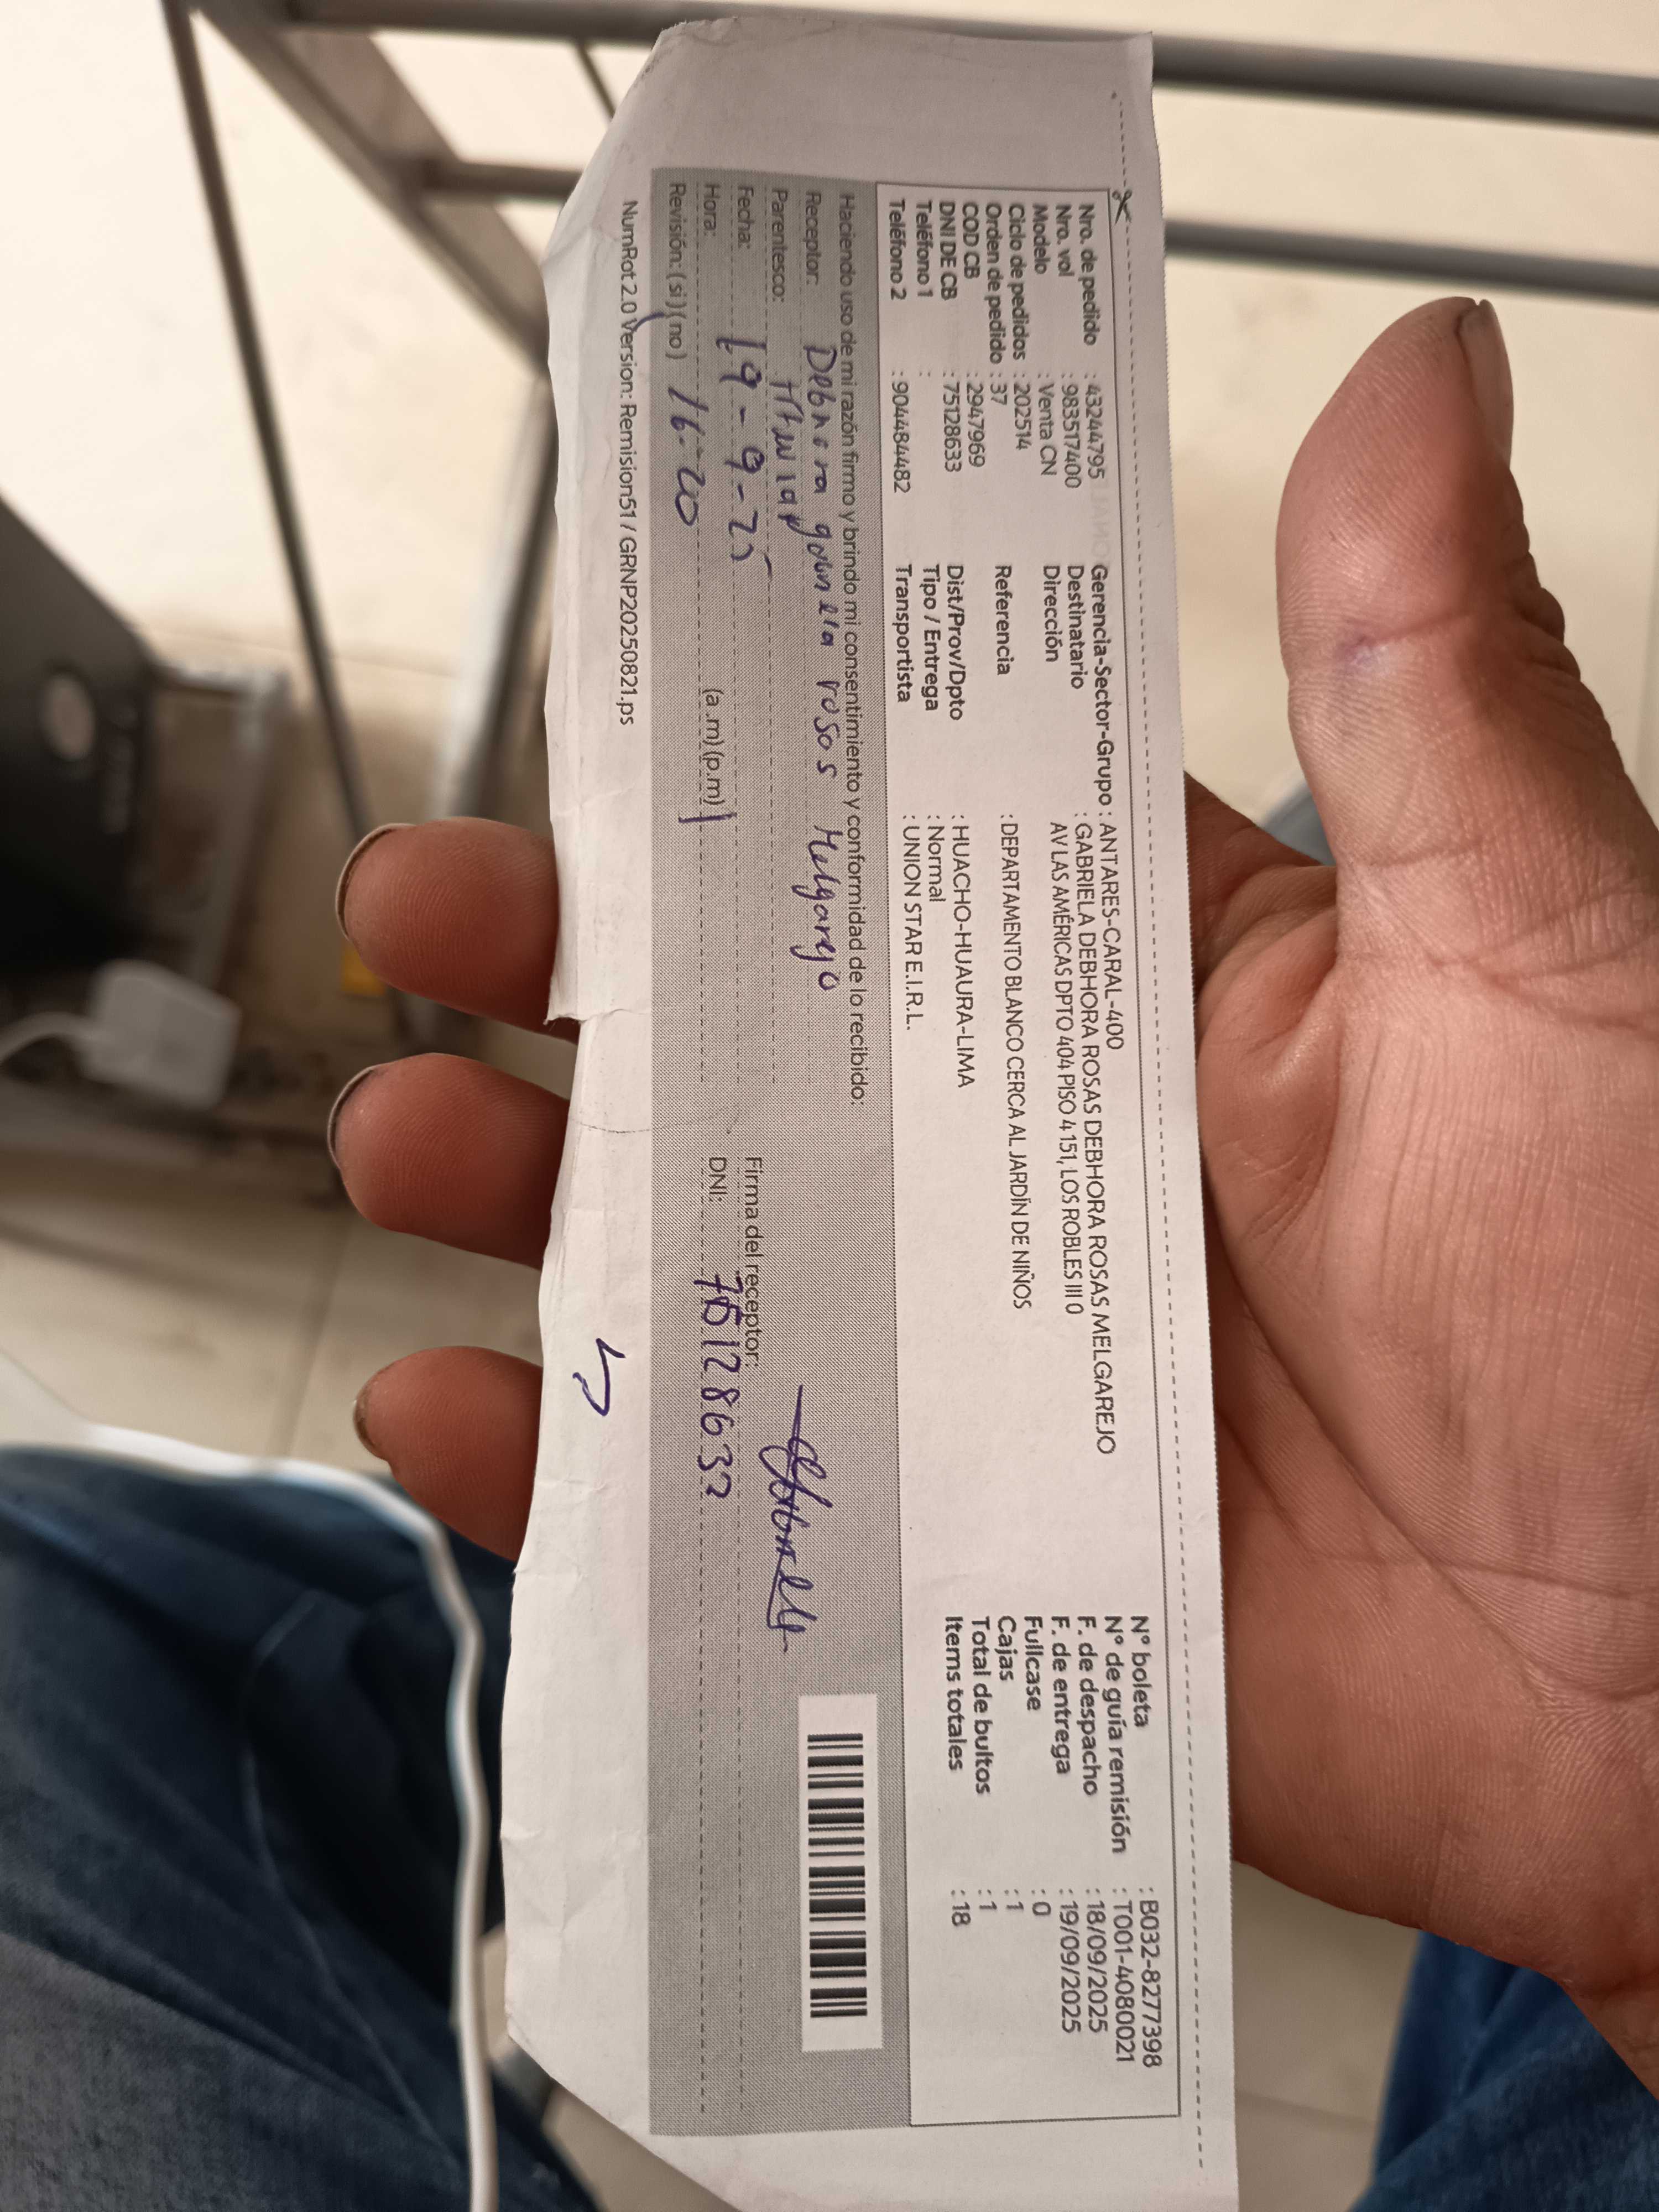 Nro. de pedido : 43244795
Nro. vol : 983517400
Modelo : Venta CN
Ciclo de pedidos : 202514
Orden de pedido : 37
COD CB : 2947969
DNI DE CB : 75128633
Teléfono 1 :
Teléfono 2 : 904484482
Gerencia-Sector-Grupo : ANTARES-CARAL-400
Destinatario : GABRIELA DEBHORA ROSAS DEBHORA ROSAS MELGAREJO
Dirección AV LAS AMÉRICAS DPTO 404 PISO 4 151, LOS ROBLES III 0
Referencia : DEPARTAMENTO BLANCO CERCA AL JARDÍN DE NIÑOS
Dist/Prov/Dpto : HUACHO-HUAURA-LIMA
Tipo / Entrega : Normal
Transportista : UNION STAR E.I.R.L.
N° boleta : B032-8277398
N° de guía remisión : T001-4080021
F. de despacho : 18/09/2025
F. de entrega : 19/09/2025
Fullcase : 0
Cajas : 1
Total de bultos : 1
Items totales : 18
Haciendo uso de mi razón firmo y brindo mi consentimiento y conformidad de lo recibido:
Receptor: rosas Melgarejo
Parentesco:
Fecha: 19-9-25
Hora: 16-20 (a.m)(p.m)
Revisión: (si)(no)
Firma del receptor:
DNI: 75128633
NumRot 2.0 Version: Remision51 / GRNP20250821.ps